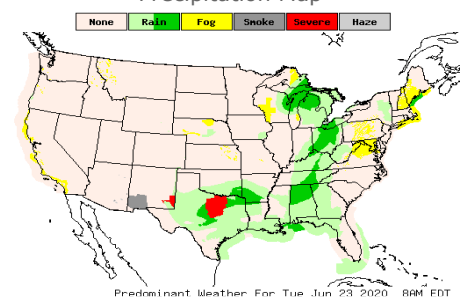 Precipitation Map
None Rain Fog Smoke Severe Haze
Predominant Weather For Tue Jun 23 2020 8AM EDT